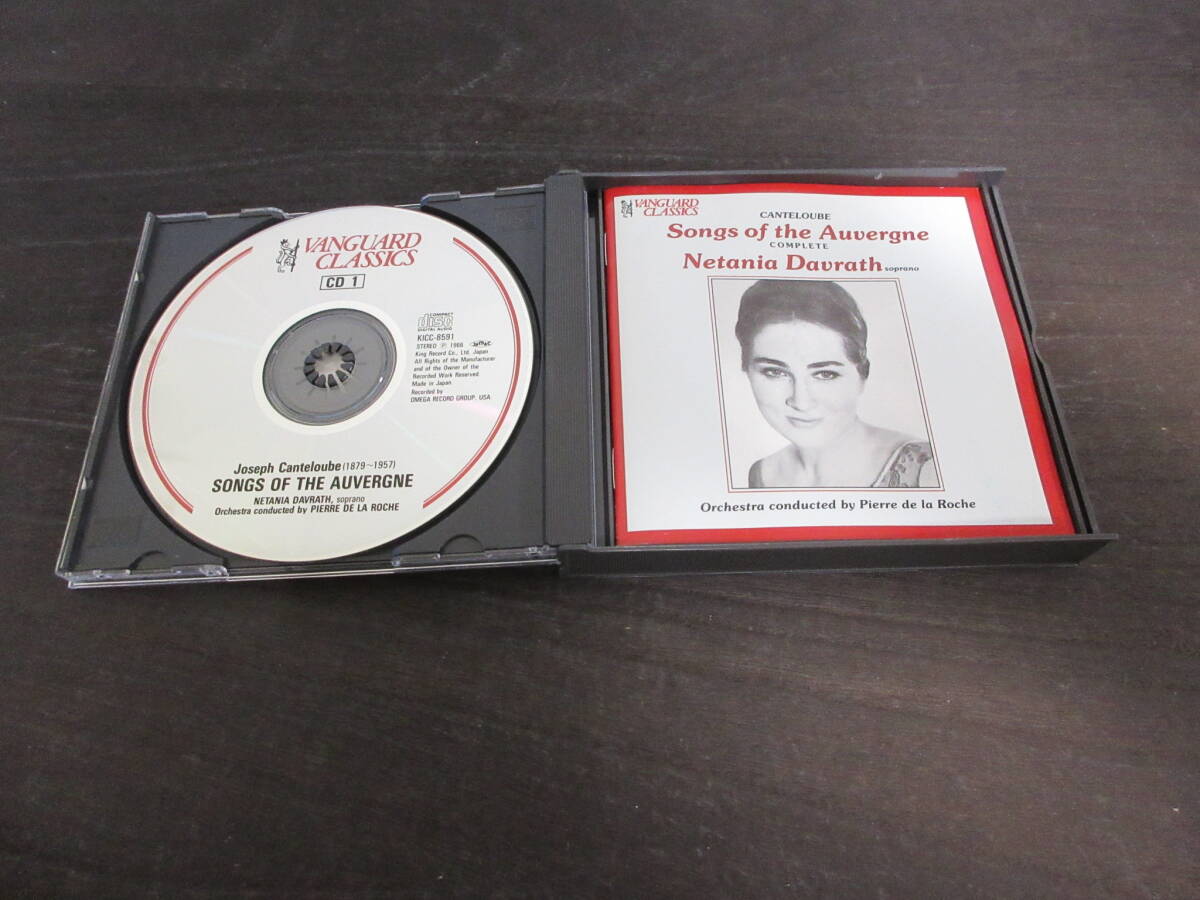 VANGUARD
CLASSICS
CD 1
COMPACT
disc
DIGITAL AUDIO
KICC-8591
STEREO Ⓟ 1966
King Record Co., Ltd. Japan
All Rights of the Manufacturer
and of the Owner of the
Recorded Work Reserved
Made in Japan
Recorded by
OMEGA RECORD GROUP. USA
Joseph Canteloube (1879~1957)
SONGS OF THE AUVERGNE
NETANIA DAVRATH, soprano
Orchestra conducted by PIERRE DE LA ROCHE
VANGUARD
CLASSICS
CANTELOUBE
Songs of the Auvergne
COMPLETE
Netania Davrath soprano
Orchestra conducted by Pierre de la Roche